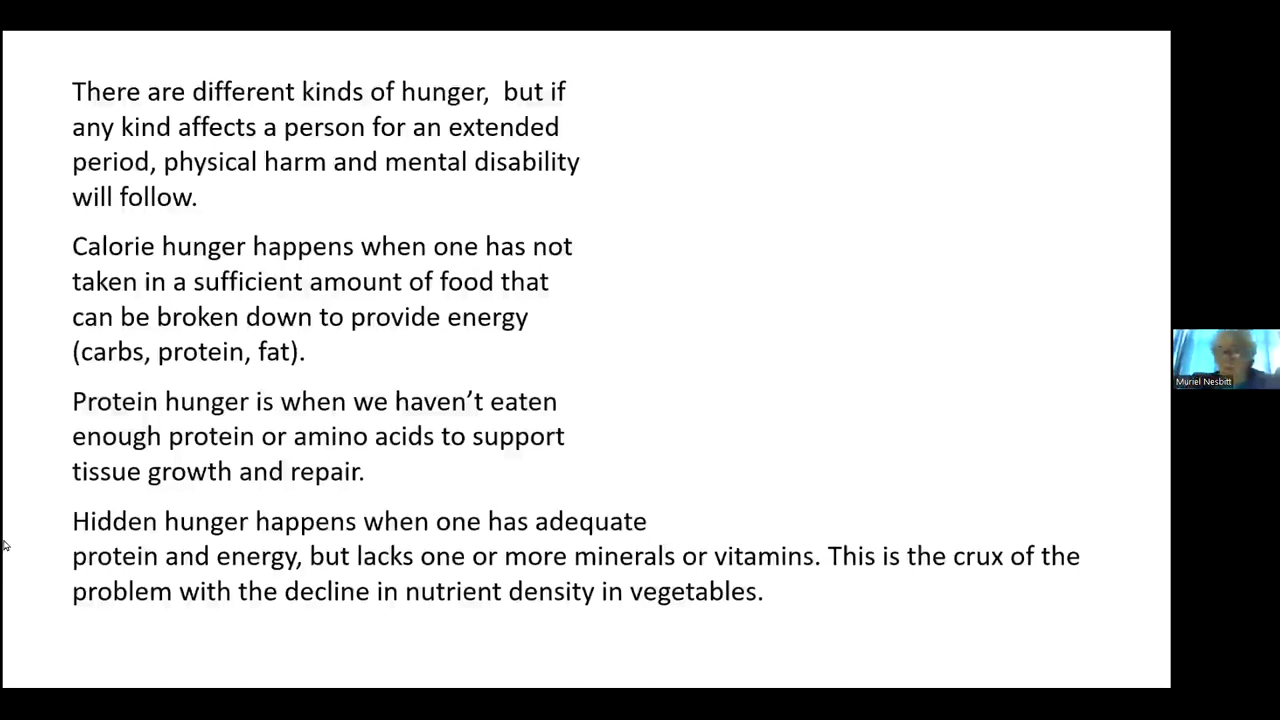 There are different kinds of hunger,  but if
any kind affects a person for an extended
period, physical harm and mental disability
will follow.
Calorie hunger happens when one has not
taken in a sufficient amount of food that
can be broken down to provide energy
(carbs, protein, fat).
Protein hunger is when we haven’t eaten
enough protein or amino acids to support
tissue growth and repair.
Hidden hunger happens when one has adequate
protein and energy, but lacks one or more minerals or vitamins. This is the crux of the
problem with the decline in nutrient density in vegetables.
Muriel Nesbitt